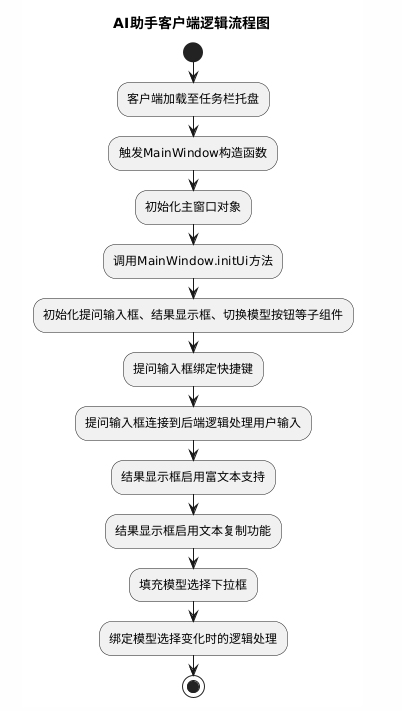 AI助手客户端逻辑流程图
客户端加载至任务栏托盘
触发MainWindow构造函数
初始化主窗口对象
调用MainWindow.initUi方法
初始化提问输入框、结果显示框、切换模型按钮等子组件
提问输入框绑定快捷键
提问输入框连接到后端逻辑处理用户输入
结果显示框启用富文本支持
结果显示框启用文本复制功能
填充模型选择下拉框
绑定模型选择变化时的逻辑处理